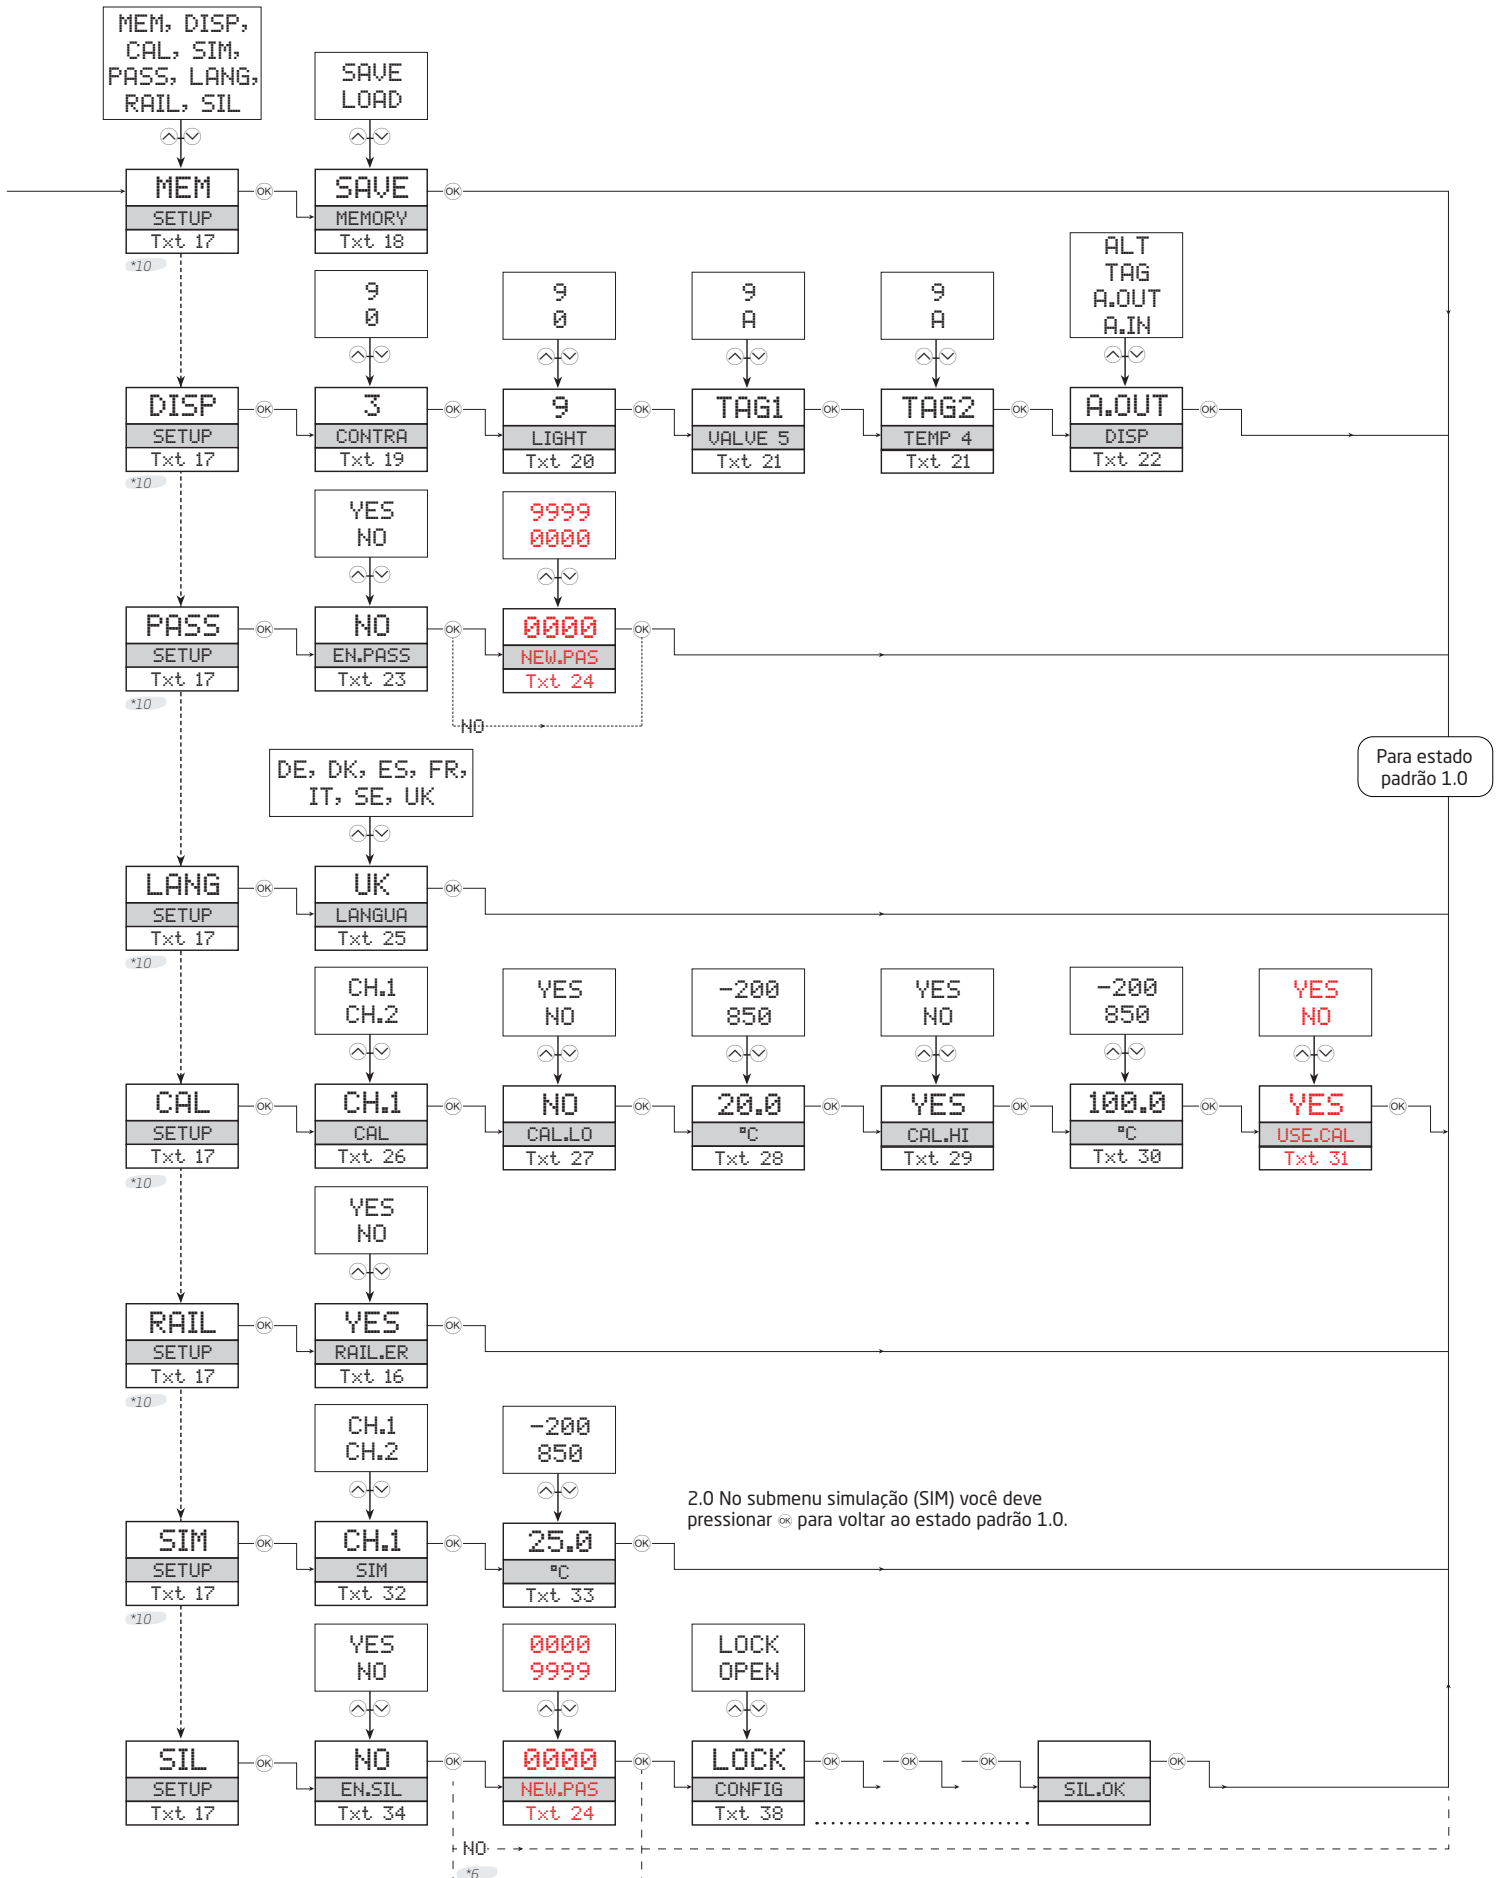 MEM, DISP,
CAL, SIM,
PASS, LANG,
RAIL, SIL
SAVE
LOAD
MEM
SETUP
Txt 17
*10
OK
SAVE
MEMORY
Txt 18
OK
9
0
9
0
9
A
9
A
ALT
TAG
A.OUT
A.IN
DISP
SETUP
Txt 17
*10
OK
3
CONTRA
Txt 19
OK
9
LIGHT
Txt 20
OK
TAG1
VALVE 5
Txt 21
OK
TAG2
TEMP 4
Txt 21
OK
A.OUT
DISP
Txt 22
OK
YES
NO
9999
0000
PASS
SETUP
Txt 17
*10
OK
NO
EN.PASS
Txt 23
OK
0000
NEW.PAS
Txt 24
OK
NO
Para estado
padrão 1.0
DE, DK, ES, FR,
IT, SE, UK
LANG
SETUP
Txt 17
*10
OK
UK
LANGUA
Txt 25
OK
CH.1
CH.2
YES
NO
-200
850
YES
NO
-200
850
YES
NO
CAL
SETUP
Txt 17
*10
OK
CH.1
CAL
Txt 26
OK
NO
CAL.LO
Txt 27
OK
20.0
°C
Txt 28
OK
YES
CAL.HI
Txt 29
OK
100.0
°C
Txt 30
OK
YES
USE.CAL
Txt 31
OK
YES
NO
RAIL
SETUP
Txt 17
*10
OK
YES
RAIL.ER
Txt 16
OK
CH.1
CH.2
-200
850
2.0 No submenu simulação (SIM) você deve
pressionar OK para voltar ao estado padrão 1.0.
SIM
SETUP
Txt 17
*10
OK
CH.1
SIM
Txt 32
OK
25.0
°C
Txt 33
OK
YES
NO
0000
9999
LOCK
OPEN
SIL
SETUP
Txt 17
OK
NO
EN.SIL
Txt 34
OK
0000
NEW.PAS
Txt 24
OK
LOCK
CONFIG
Txt 38
OK
OK
OK
SIL.OK
OK
NO
*6